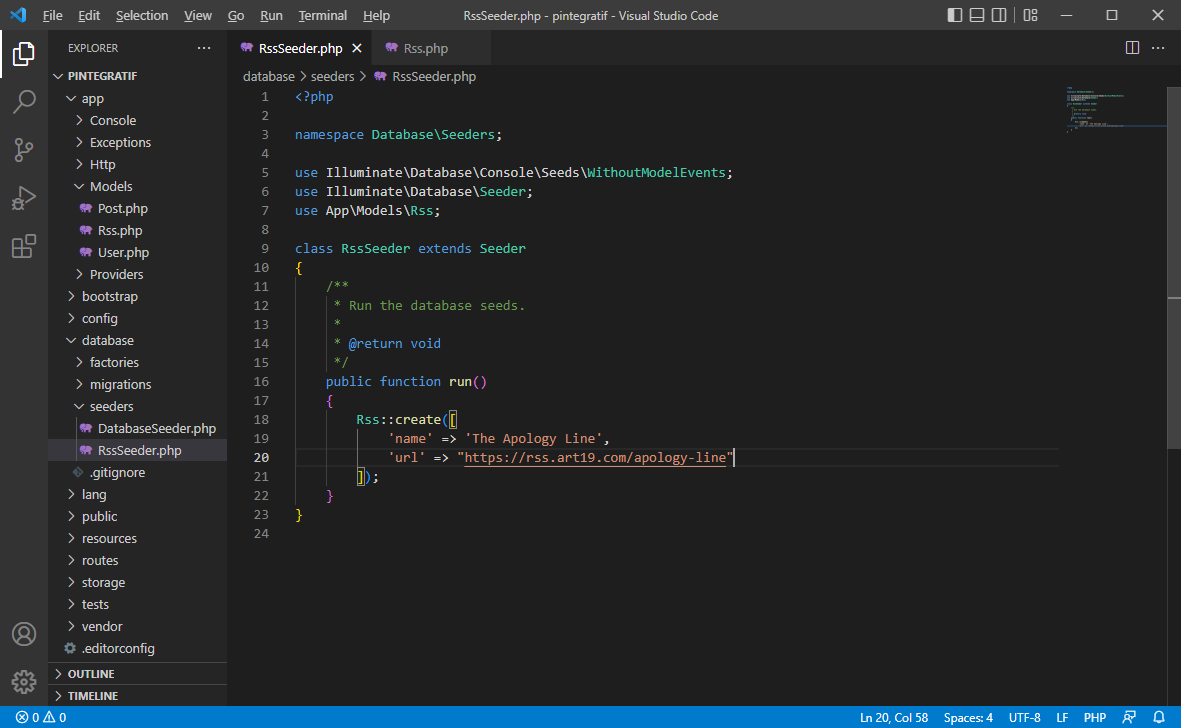 File Edit Selection View Go Run Terminal Help RssSeeder.php - pintegratif - Visual Studio Code
EXPLORER
PINTEGRATIF
app
Console
Exceptions
Http
Models
Post.php
Rss.php
User.php
Providers
bootstrap
config
database
factories
migrations
seeders
DatabaseSeeder.php
RssSeeder.php
.gitignore
lang
public
resources
routes
storage
tests
vendor
.editorconfig
OUTLINE
TIMELINE
RssSeeder.php Rss.php
database > seeders > RssSeeder.php
1 <?php
2
3 namespace Database\Seeders;
4
5 use Illuminate\Database\Console\Seeds\WithoutModelEvents;
6 use Illuminate\Database\Seeder;
7 use App\Models\Rss;
8
9 class RssSeeder extends Seeder
10 {
11 /**
12 * Run the database seeds.
13 *
14 * @return void
15 */
16 public function run()
17 {
18 Rss::create([
19 'name' => 'The Apology Line',
20 'url' => "https://rss.art19.com/apology-line"
21 ]);
22 }
23 }
24
0 0 Ln 20, Col 58 Spaces: 4 UTF-8 LF PHP